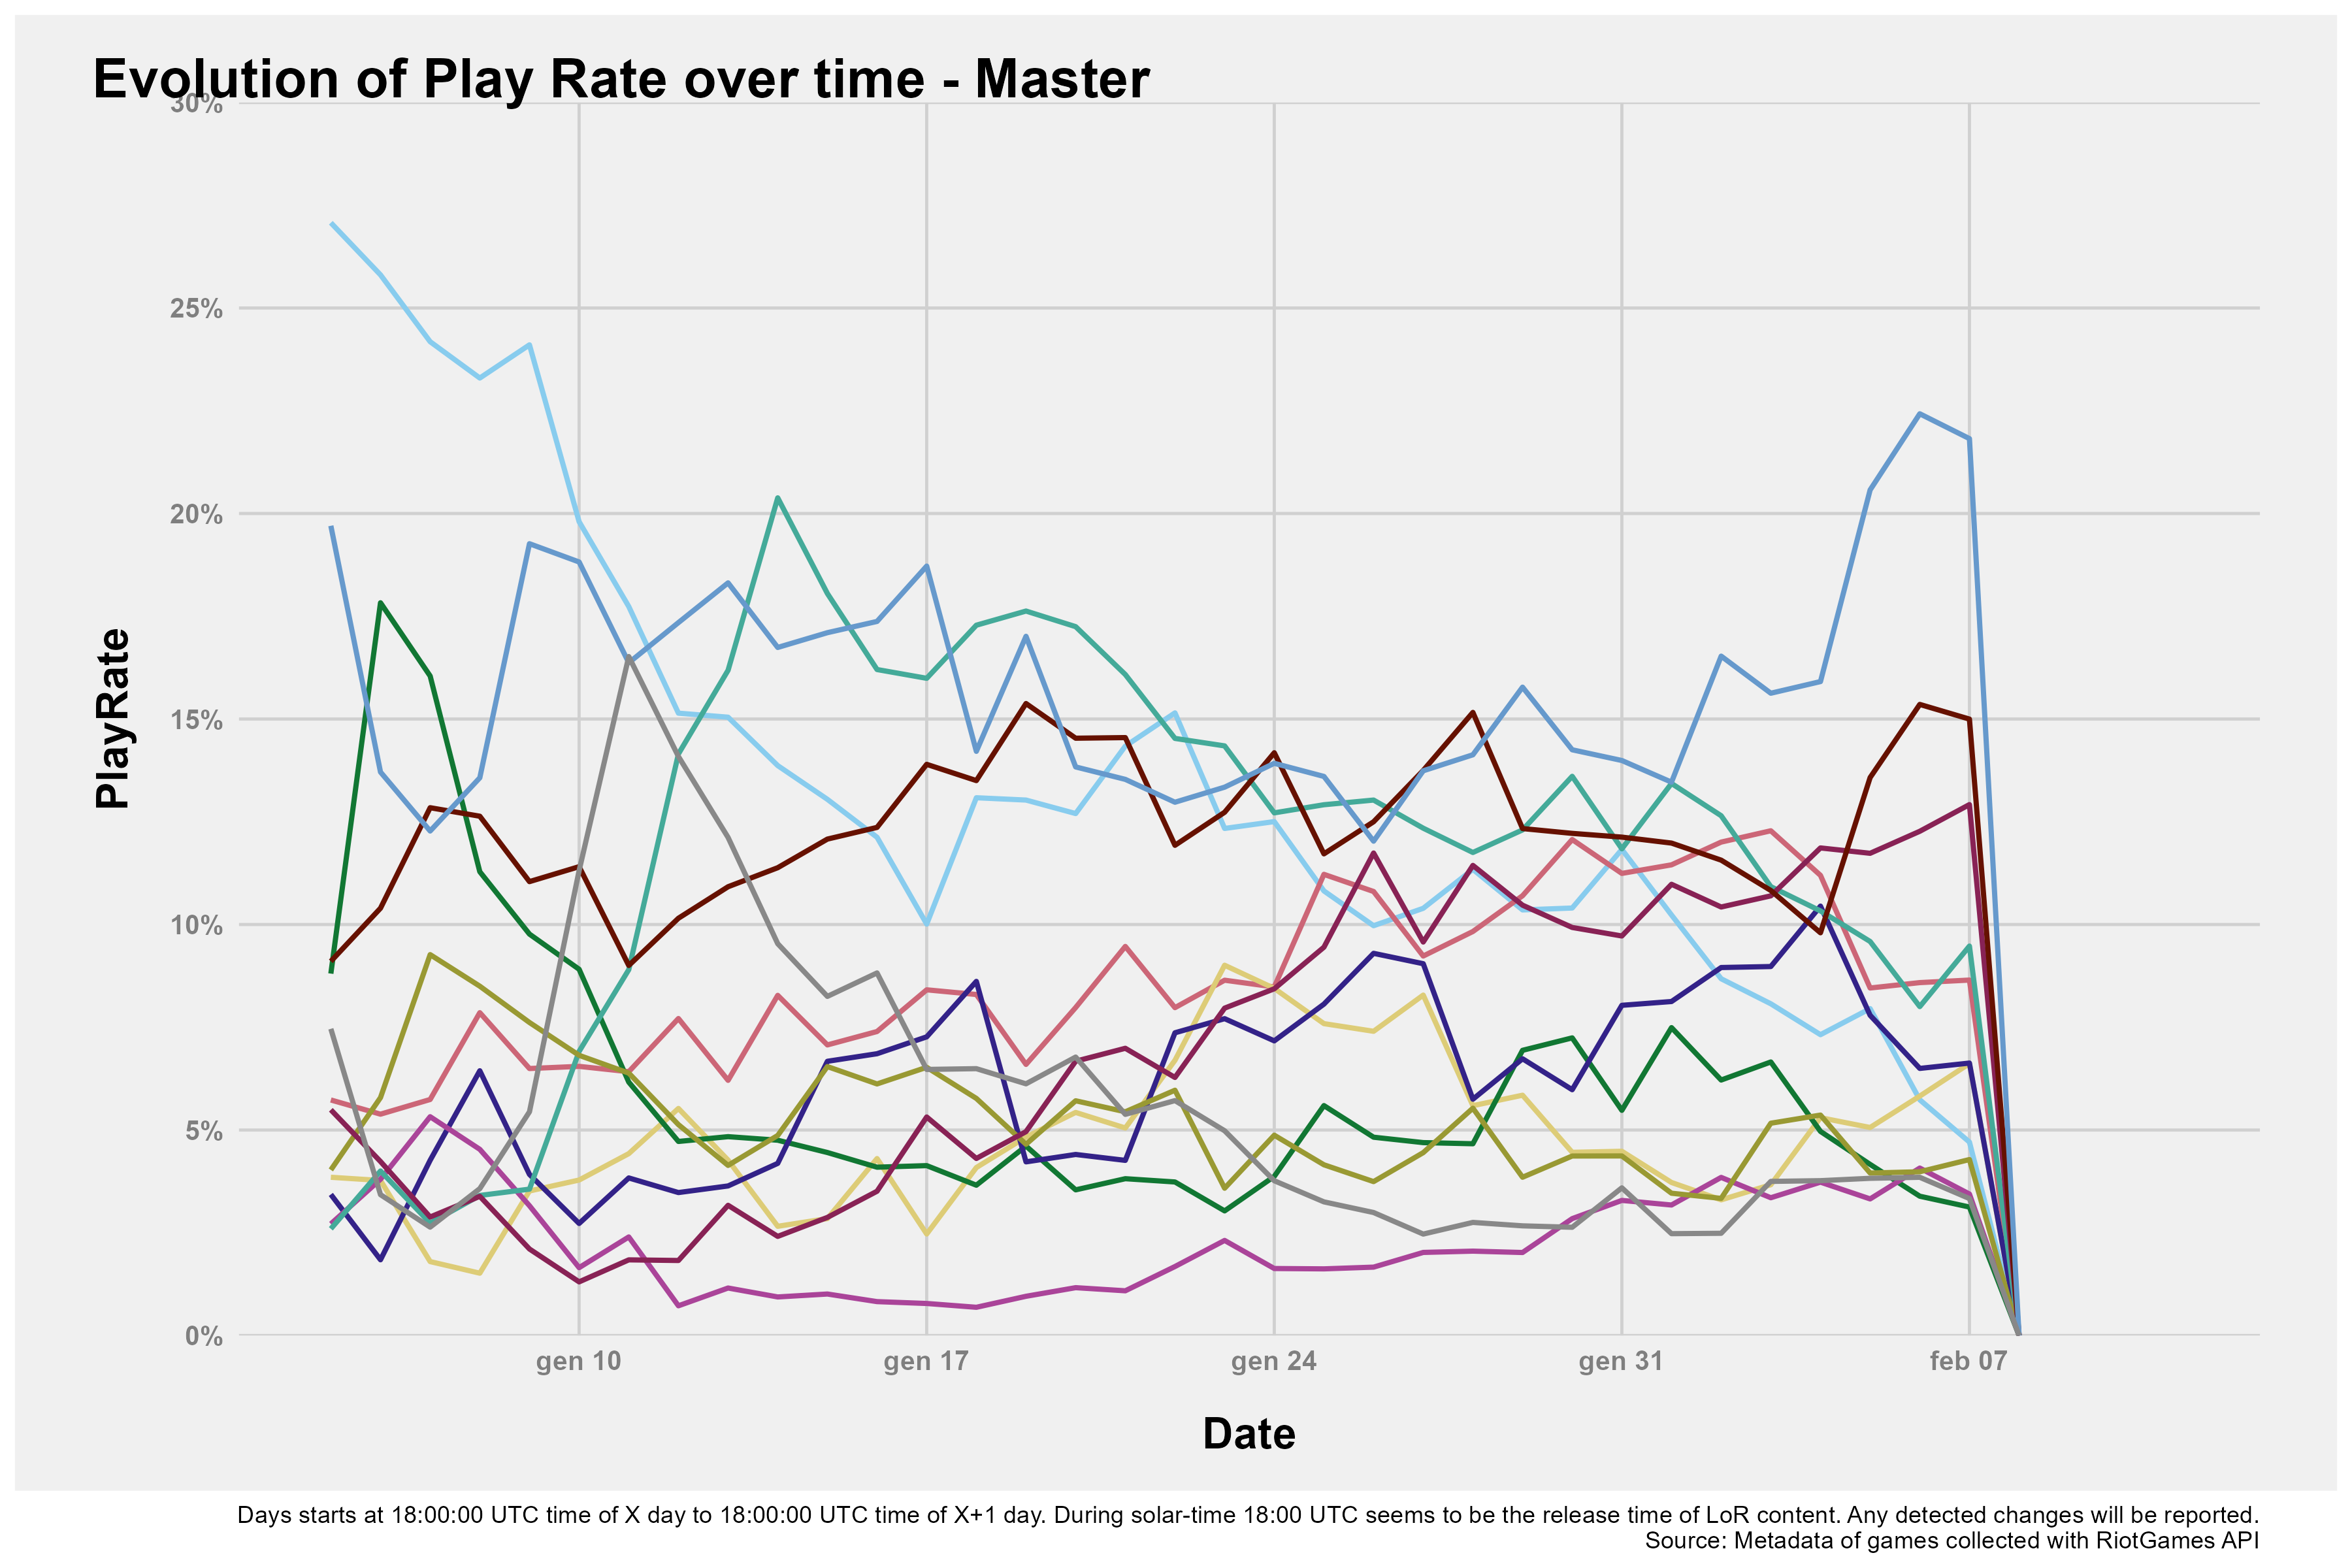 Evolution of Play Rate over time - Master
30%
25%
20%
15%
10%
5%
0%
PlayRate
gen 10
gen 17
gen 24
gen 31
feb 07
Date
Days starts at 18:00:00 UTC time of X day to 18:00:00 UTC time of X+1 day. During solar-time 18:00 UTC seems to be the release time of LoR content. Any detected changes will be reported.
Source: Metadata of games collected with RiotGames API